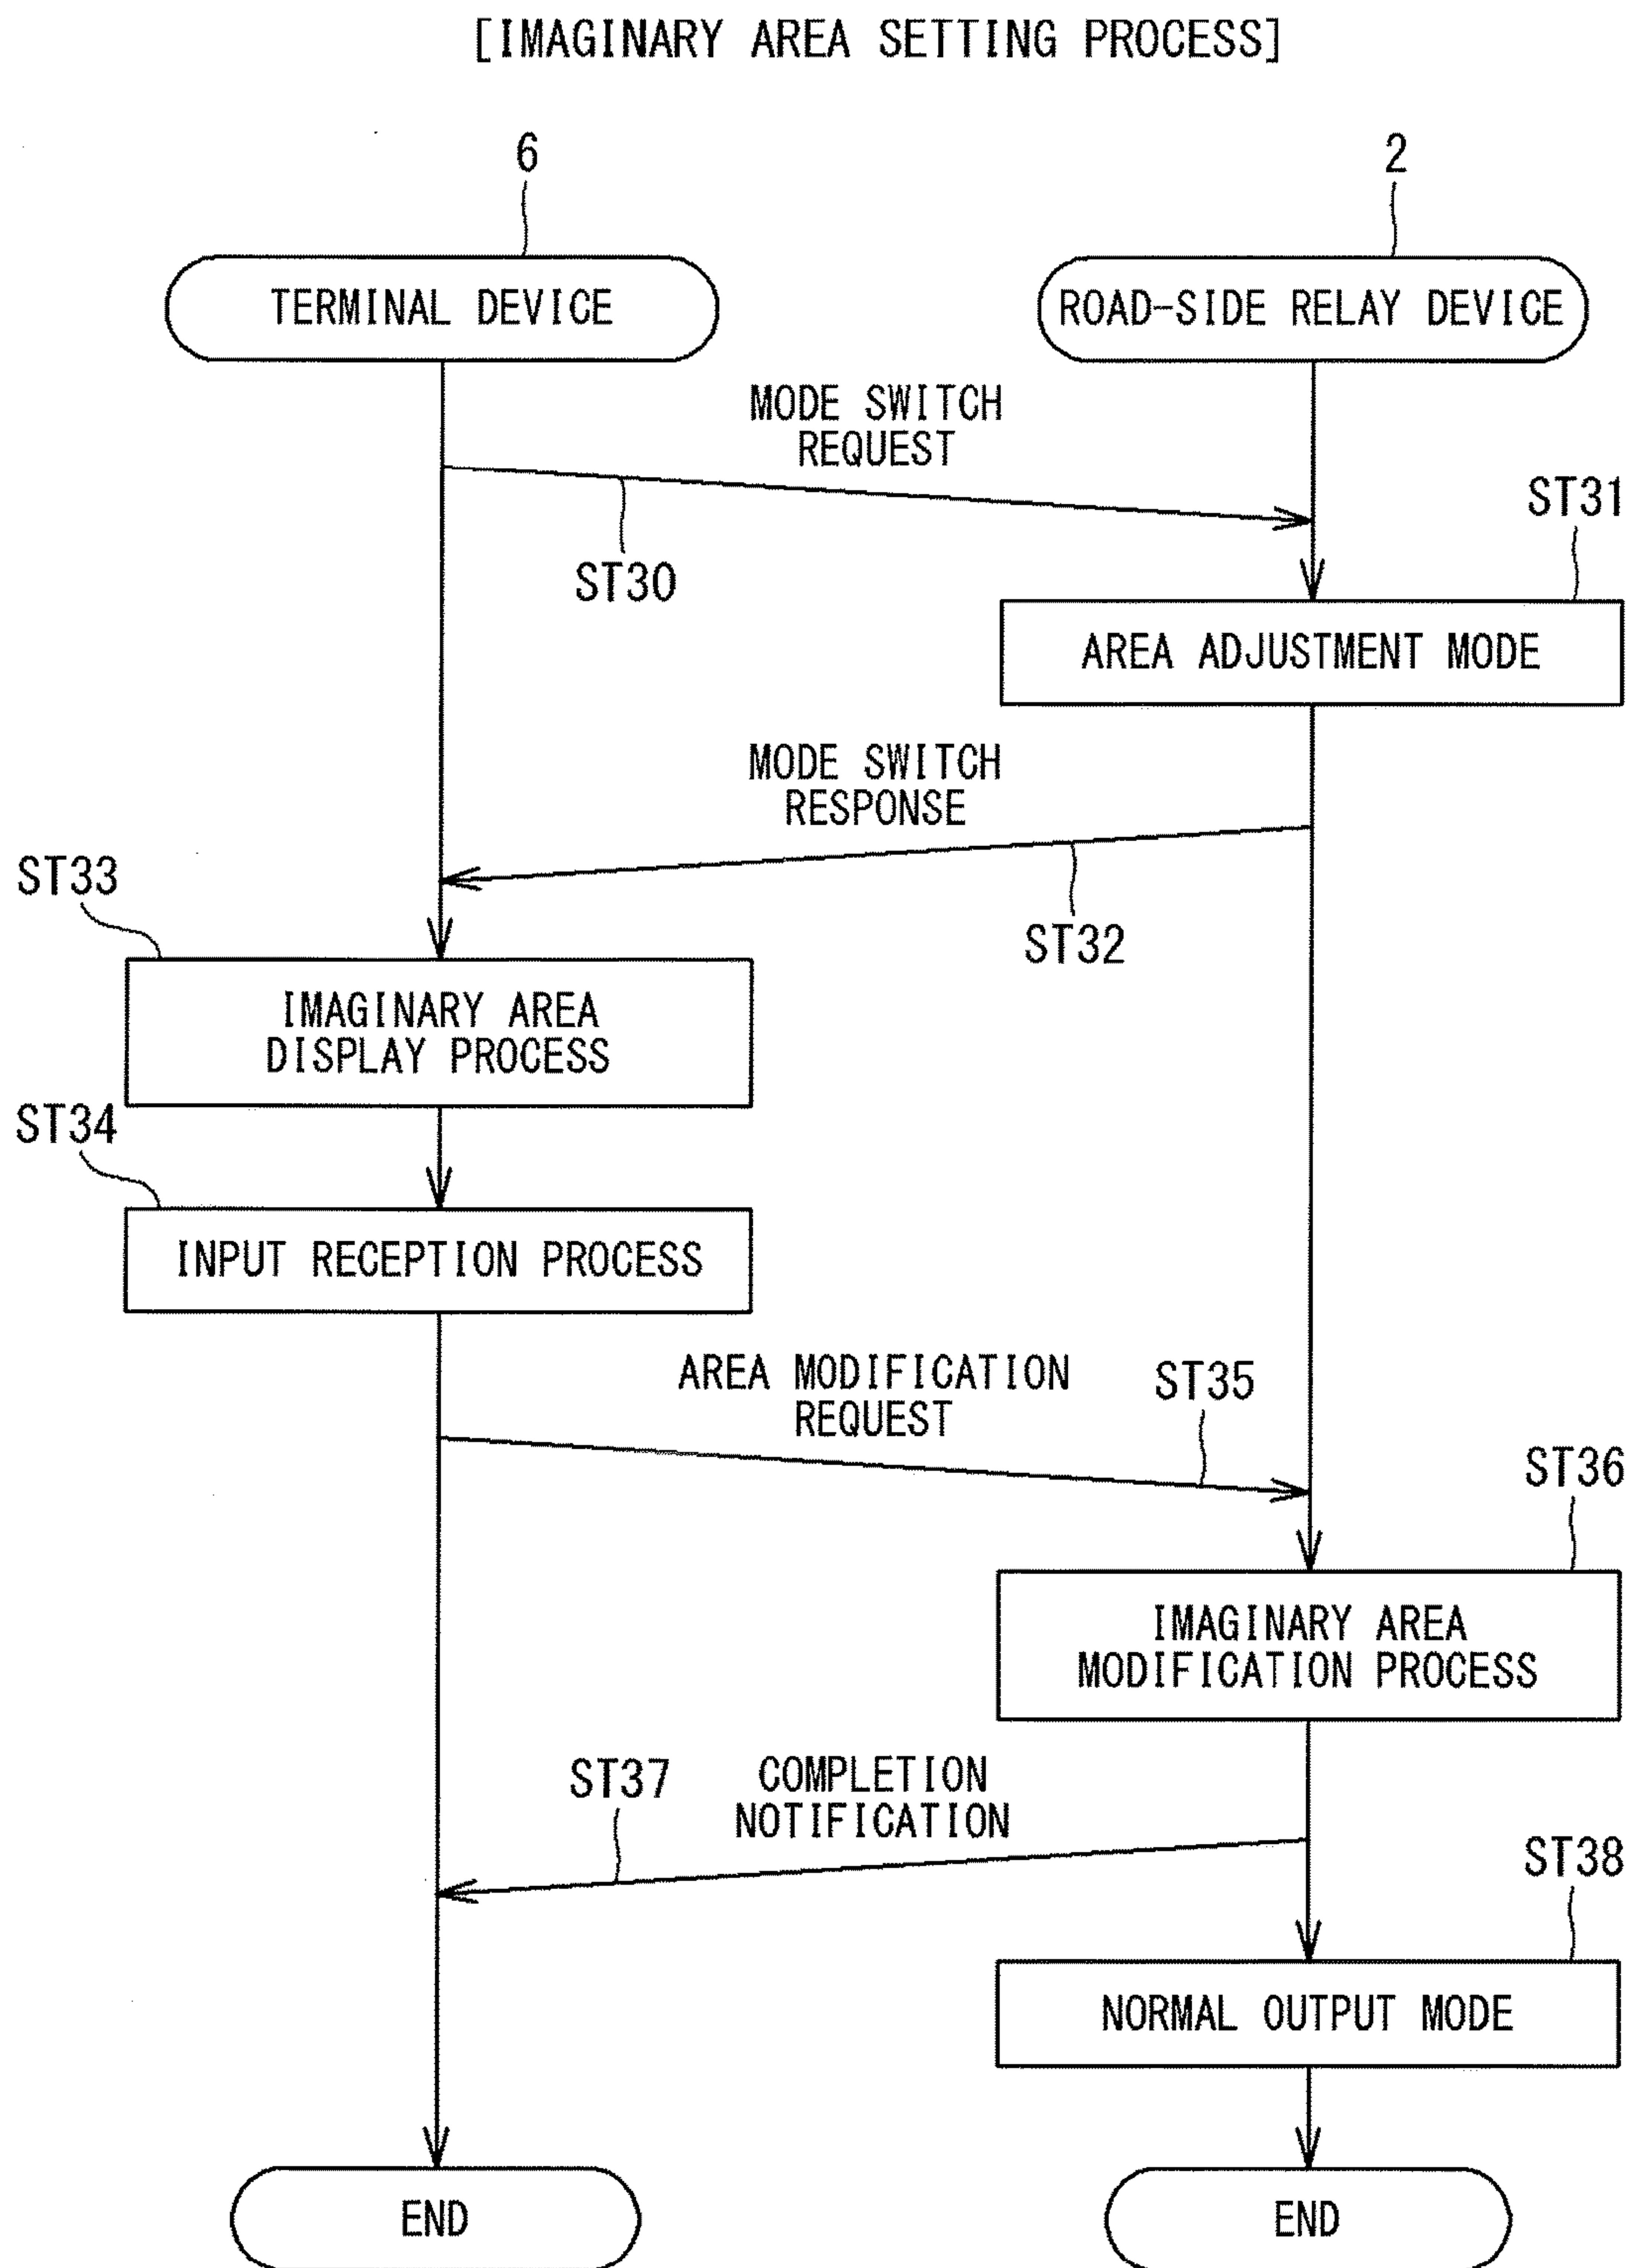 [IMAGINARY AREA SETTING PROCESS]
6
2
TERMINAL DEVICE
ROAD-SIDE RELAY DEVICE
MODE SWITCH
REQUEST
ST30
ST31
AREA ADJUSTMENT MODE
MODE SWITCH
RESPONSE
ST32
ST33
IMAGINARY AREA
DISPLAY PROCESS
ST34
INPUT RECEPTION PROCESS
AREA MODIFICATION
REQUEST
ST35
ST36
IMAGINARY AREA
MODIFICATION PROCESS
ST37
COMPLETION
NOTIFICATION
ST38
NORMAL OUTPUT MODE
END
END